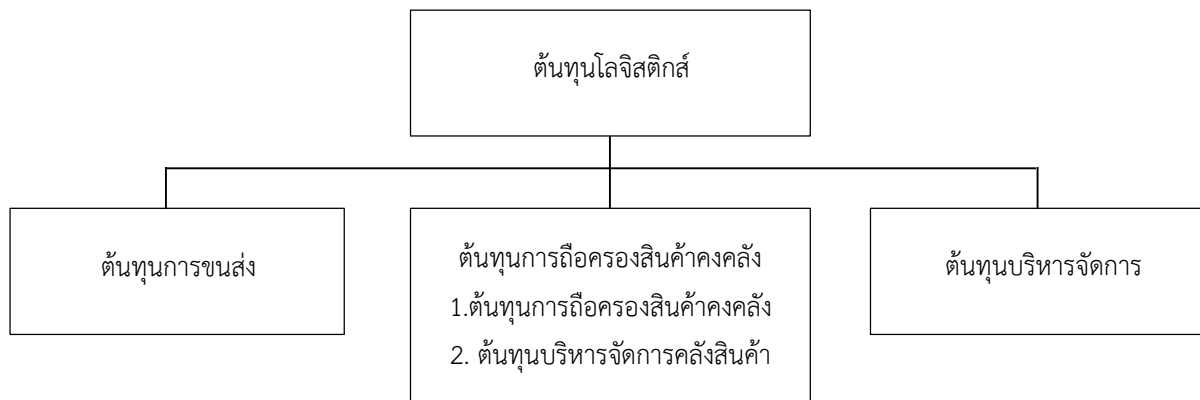 ต้นทุนโลจิสติกส์
ต้นทุนการขนส่ง
ต้นทุนการถือครองสินค้าคงคลัง
1.ต้นทุนการถือครองสินค้าคงคลัง
2. ต้นทุนบริหารจัดการคลังสินค้า
ต้นทุนบริหารจัดการ